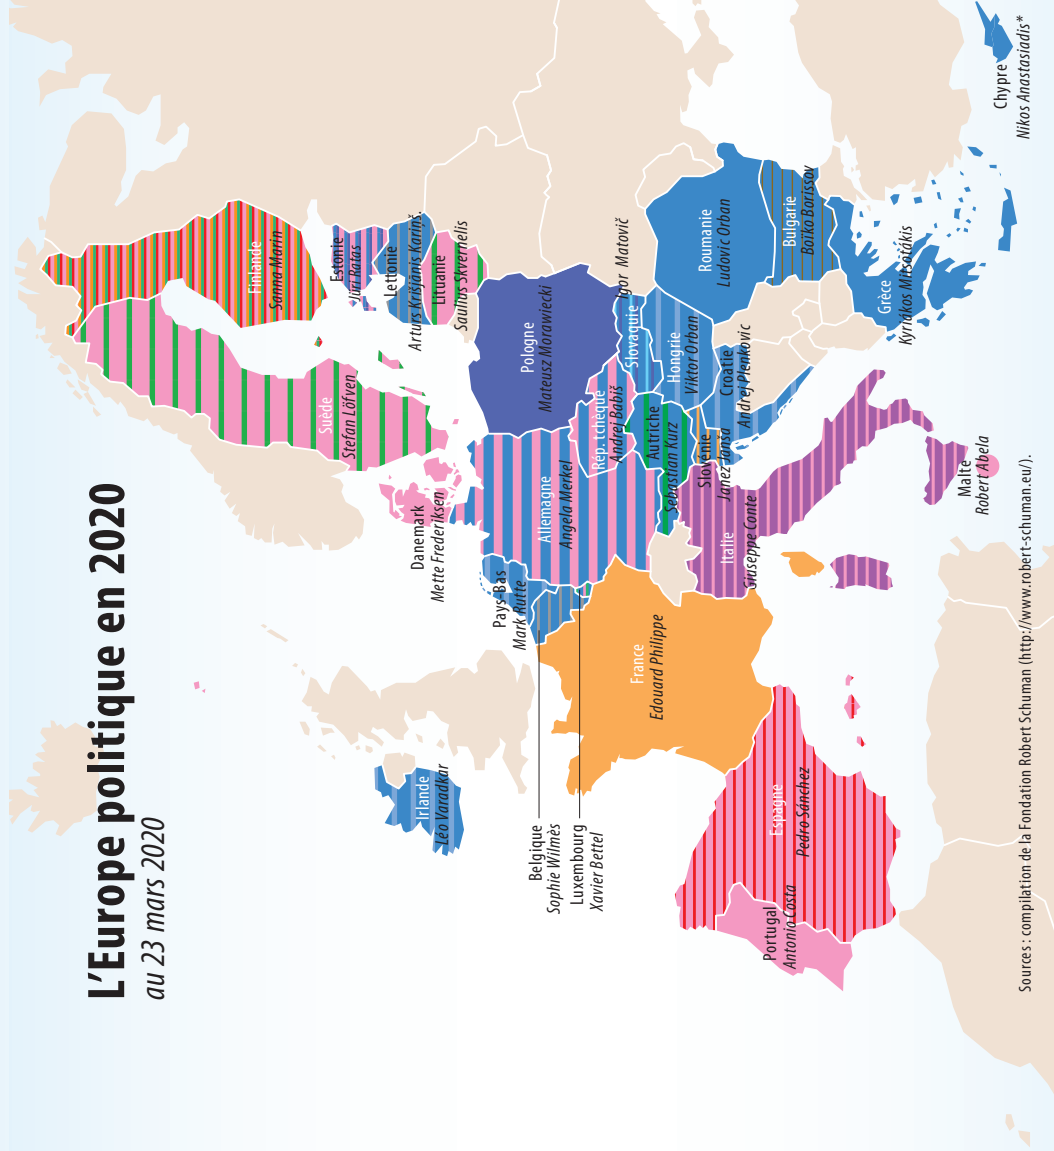 L'Europe politique en 2020
au 23 mars 2020
Finlande
Sanna Marin
Suède
Stefan Löfven
Estonie
Jüri Ratas
Lettonie
Arturs Krišjānis Kariņš.
Lituanie
Saulius Skvernelis
Danemark
Mette Frederiksen
Irlande
Léo Varadkar
Pays-Bas
Mark Rutte
Belgique
Sophie Wilmès
Luxembourg
Xavier Bettel
Allemagne
Angela Merkel
Pologne
Mateusz Morawiecki
Rép. tchèque
Andrej Babiš
Slovaquie
Igor Matovič
Autriche
Sebastian Kurz
Hongrie
Viktor Orban
Roumanie
Ludovic Orban
France
Edouard Philippe
Slovénie
Janez Jansa
Croatie
Andrej Plenkovic
Bulgarie
Boïko Borissov
Italie
Giuseppe Conte
Portugal
Antonio Costa
Espagne
Pedro Sánchez
Grèce
Kyriákos Mitsotákis
Malte
Robert Abela
Chypre
Nikos Anastasiadis*
Sources : compilation de la Fondation Robert Schuman (http://www.robert-schuman.eu/).